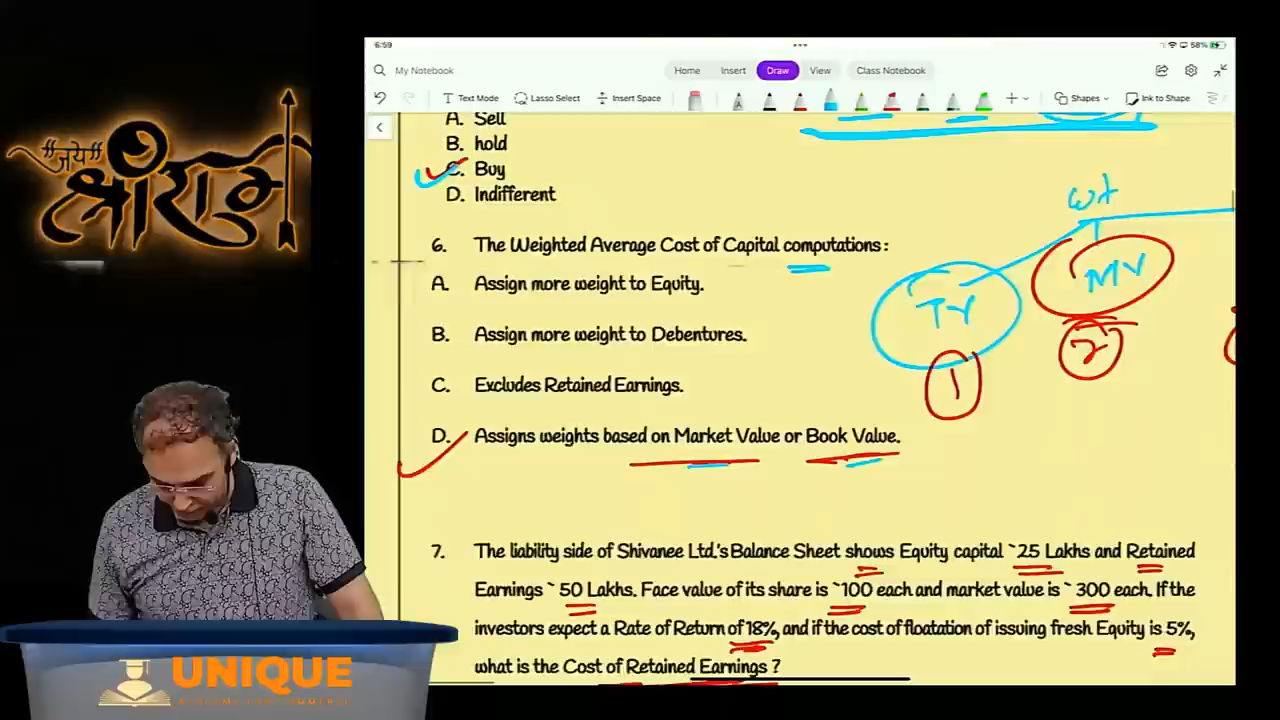 6:59
58%
My Notebook
Home Insert Draw View Class Notebook
Text Mode Lasso Select Insert Space Shapes Ink to Shape
"जय"
श्रीराम
A. Sell
B. hold
C. Buy
D. Indifferent
wt
6. The Weighted Average Cost of Capital computations :
A. Assign more weight to Equity.
MV
B. Assign more weight to Debentures.
2
1
C. Excludes Retained Earnings.
D. Assigns weights based on Market Value or Book Value.
7. The liability side of Shivanee Ltd.'s Balance Sheet shows Equity capital `25 Lakhs and Retained
Earnings ` 50 Lakhs. Face value of its share is `100 each and market value is ` 300 each. If the
investors expect a Rate of Return of 18%, and if the cost of floatation of issuing fresh Equity is 5%,
what is the Cost of Retained Earnings ?
UNIQUE
ACADEMY FOR COMMERCE